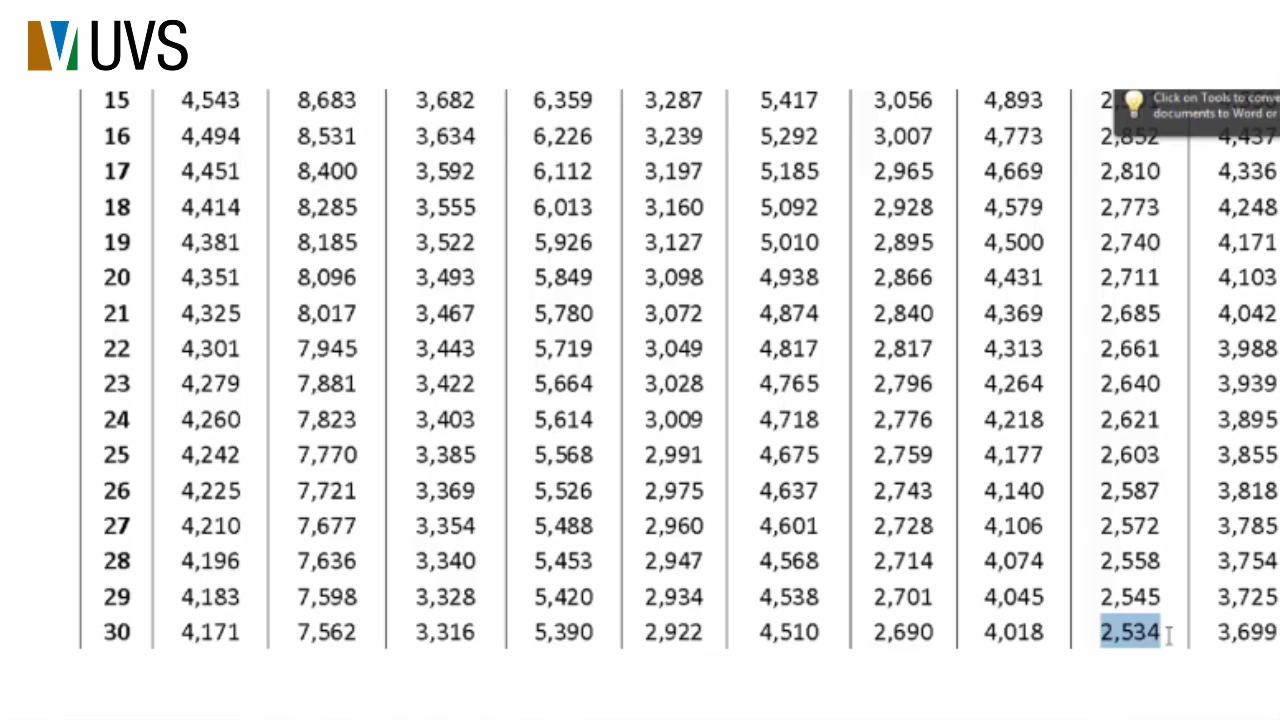 UVS
15 4,543 8,683 3,682 6,359 3,287 5,417 3,056 4,893
Click on Tools to
documents to Word or
16 4,494 8,531 3,634 6,226 3,239 5,292 3,007 4,773 2,852 4,437
17 4,451 8,400 3,592 6,112 3,197 5,185 2,965 4,669 2,810 4,336
18 4,414 8,285 3,555 6,013 3,160 5,092 2,928 4,579 2,773 4,248
19 4,381 8,185 3,522 5,926 3,127 5,010 2,895 4,500 2,740 4,171
20 4,351 8,096 3,493 5,849 3,098 4,938 2,866 4,431 2,711 4,103
21 4,325 8,017 3,467 5,780 3,072 4,874 2,840 4,369 2,685 4,042
22 4,301 7,945 3,443 5,719 3,049 4,817 2,817 4,313 2,661 3,988
23 4,279 7,881 3,422 5,664 3,028 4,765 2,796 4,264 2,640 3,939
24 4,260 7,823 3,403 5,614 3,009 4,718 2,776 4,218 2,621 3,895
25 4,242 7,770 3,385 5,568 2,991 4,675 2,759 4,177 2,603 3,855
26 4,225 7,721 3,369 5,526 2,975 4,637 2,743 4,140 2,587 3,818
27 4,210 7,677 3,354 5,488 2,960 4,601 2,728 4,106 2,572 3,785
28 4,196 7,636 3,340 5,453 2,947 4,568 2,714 4,074 2,558 3,754
29 4,183 7,598 3,328 5,420 2,934 4,538 2,701 4,045 2,545 3,725
30 4,171 7,562 3,316 5,390 2,922 4,510 2,690 4,018 2,534 3,699